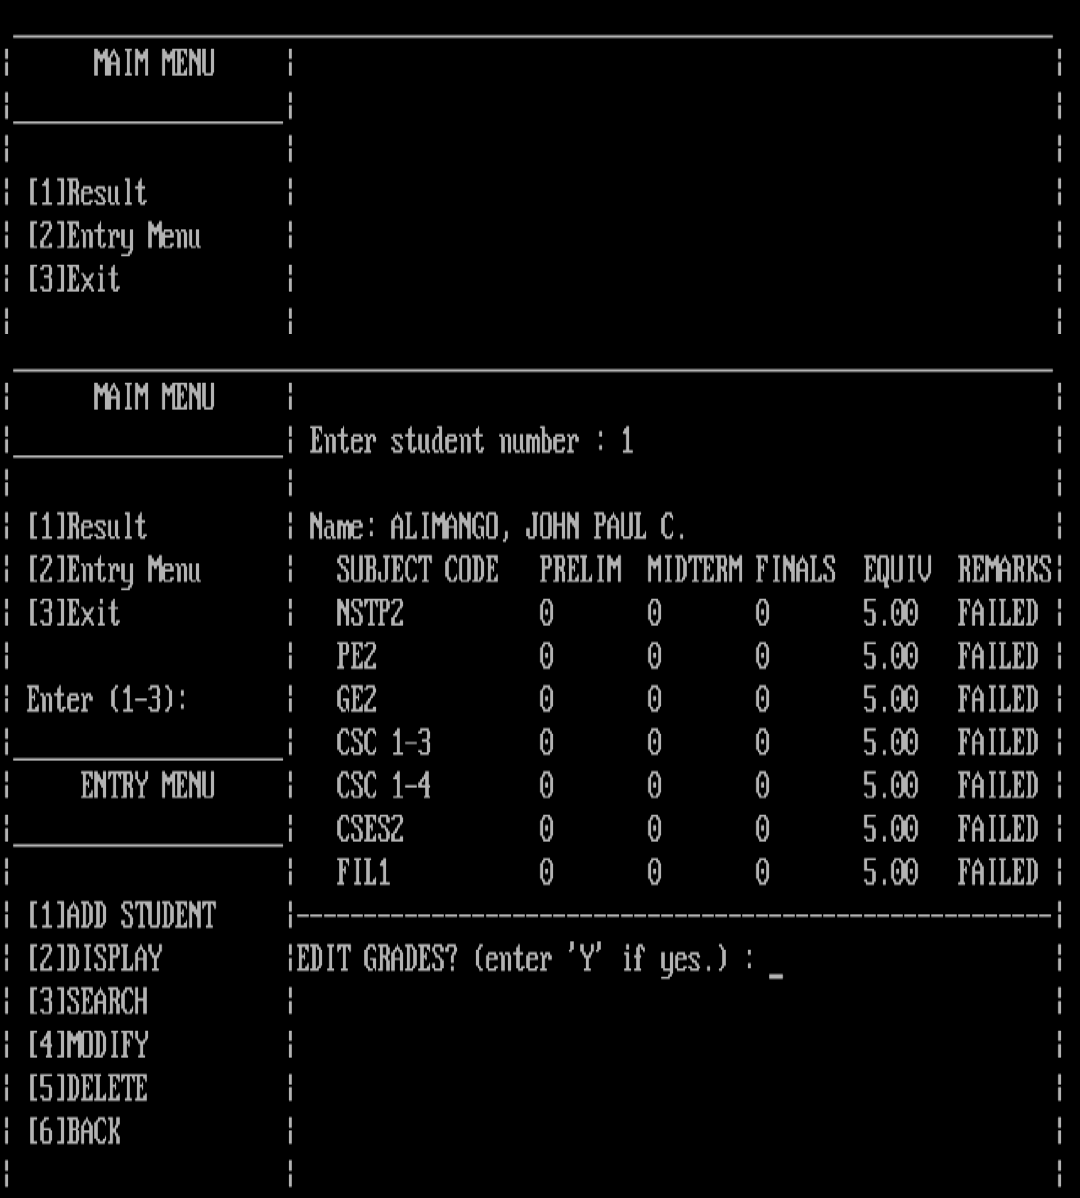 MAIM MENU
[1]Result
[2]Entry Menu
[3]Exit
MAIM MENU
Enter student number : 1
[1]Result
Name: ALIMANGO, JOHN PAUL C.
[2]Entry Menu
SUBJECT CODE PRELIM MIDTERM FINALS EQUIV REMARKS
[3]Exit
NSTP2 0 0 0 5.00 FAILED
PE2 0 0 0 5.00 FAILED
Enter (1-3):
GE2 0 0 0 5.00 FAILED
CSC 1-3 0 0 0 5.00 FAILED
ENTRY MENU
CSC 1-4 0 0 0 5.00 FAILED
CSES2 0 0 0 5.00 FAILED
FIL1 0 0 0 5.00 FAILED
[1]ADD STUDENT
[2]DISPLAY
EDIT GRADES? (enter 'Y' if yes.) : _
[3]SEARCH
[4]MODIFY
[5]DELETE
[6]BACK